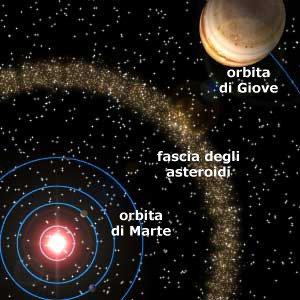 orbita
di Giove
fascia degli
asteroidi
orbita
di Marte